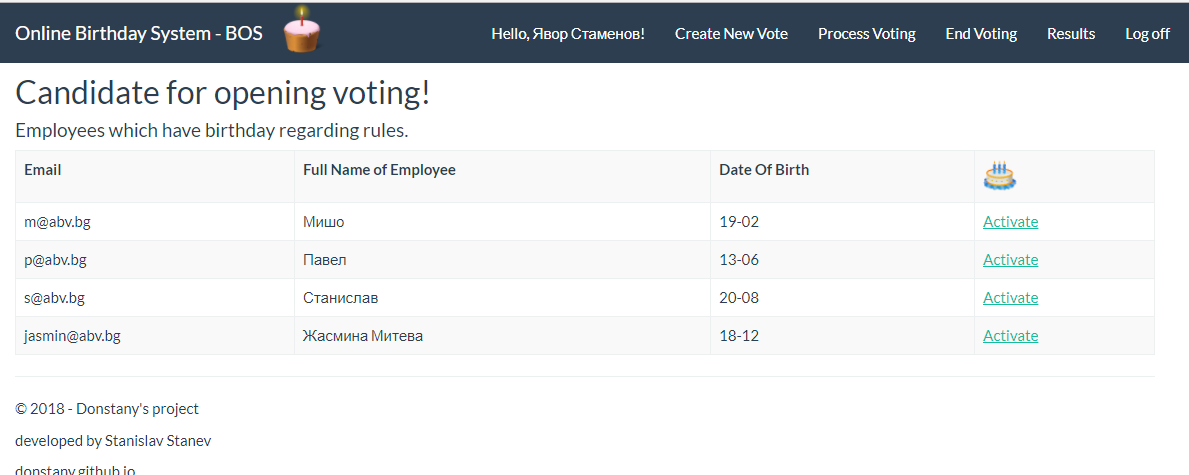 Online Birthday System - BOS Hello, Явор Стаменов! Create New Vote Process Voting End Voting Results Log off
Candidate for opening voting!
Employees which have birthday regarding rules.
Email Full Name of Employee Date Of Birth
m@abv.bg Мишо 19-02 Activate
p@abv.bg Павел 13-06 Activate
s@abv.bg Станислав 20-08 Activate
jasmin@abv.bg Жасмина Митева 18-12 Activate
© 2018 - Donstany's project
developed by Stanislav Stanev
donstany.github.io